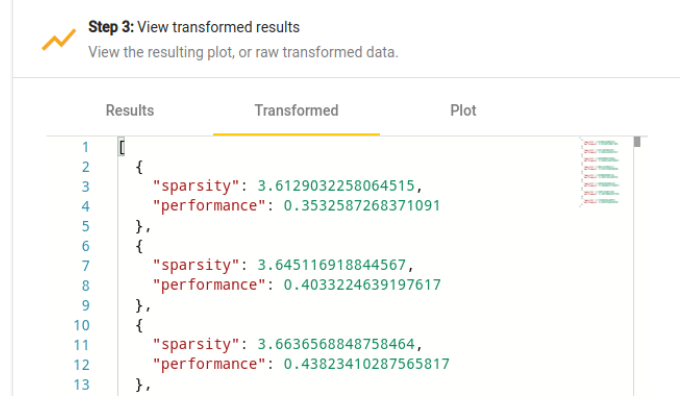 Step 3: View transformed results
View the resulting plot, or raw transformed data.
Results Transformed Plot
1 [
2 {
3 "sparsity": 3.6129032258064515,
4 "performance": 0.3532587268371091
5 },
6 {
7 "sparsity": 3.645116918844567,
8 "performance": 0.4033224639197617
9 },
10 {
11 "sparsity": 3.6636568848758464,
12 "performance": 0.43823410287565817
13 },